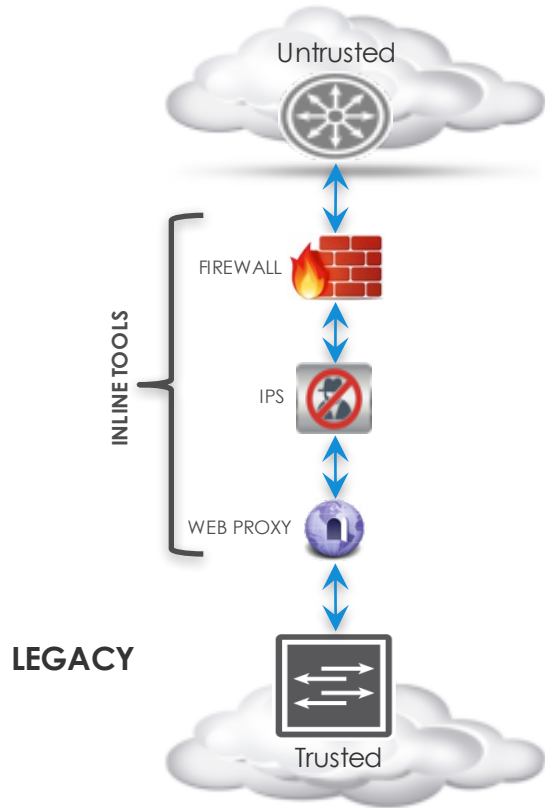 Untrusted
FIREWALL
INLINE TOOLS
IPS
WEB PROXY
LEGACY
Trusted